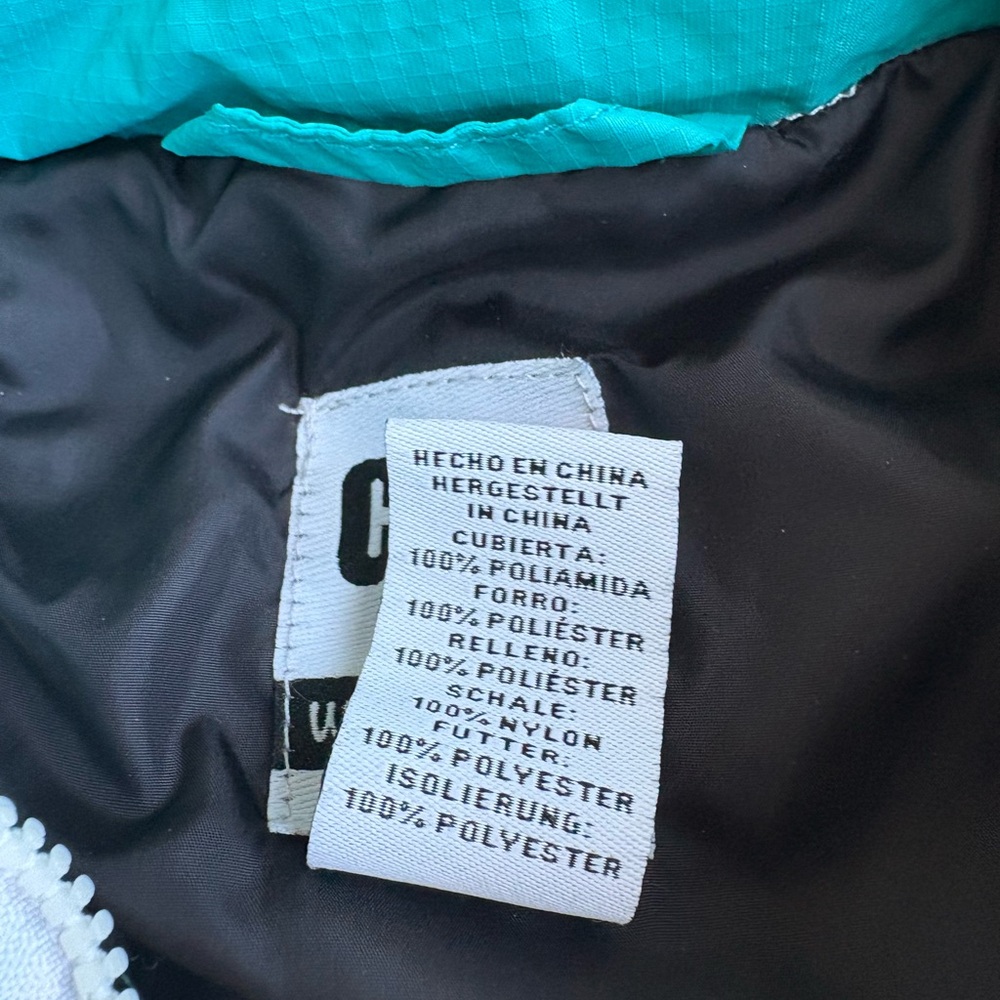 HECHO EN CHINA
HERGESTELLT
IN CHINA
CUBIERTA:
100% POLIAMIDA
FORRO:
100% POLIÉSTER
RELLENO:
100% POLIÉSTER
SCHALE:
100% NYLON
FUTTER:
100% POLYESTER
ISOLIERUNG:
100% POLYESTER